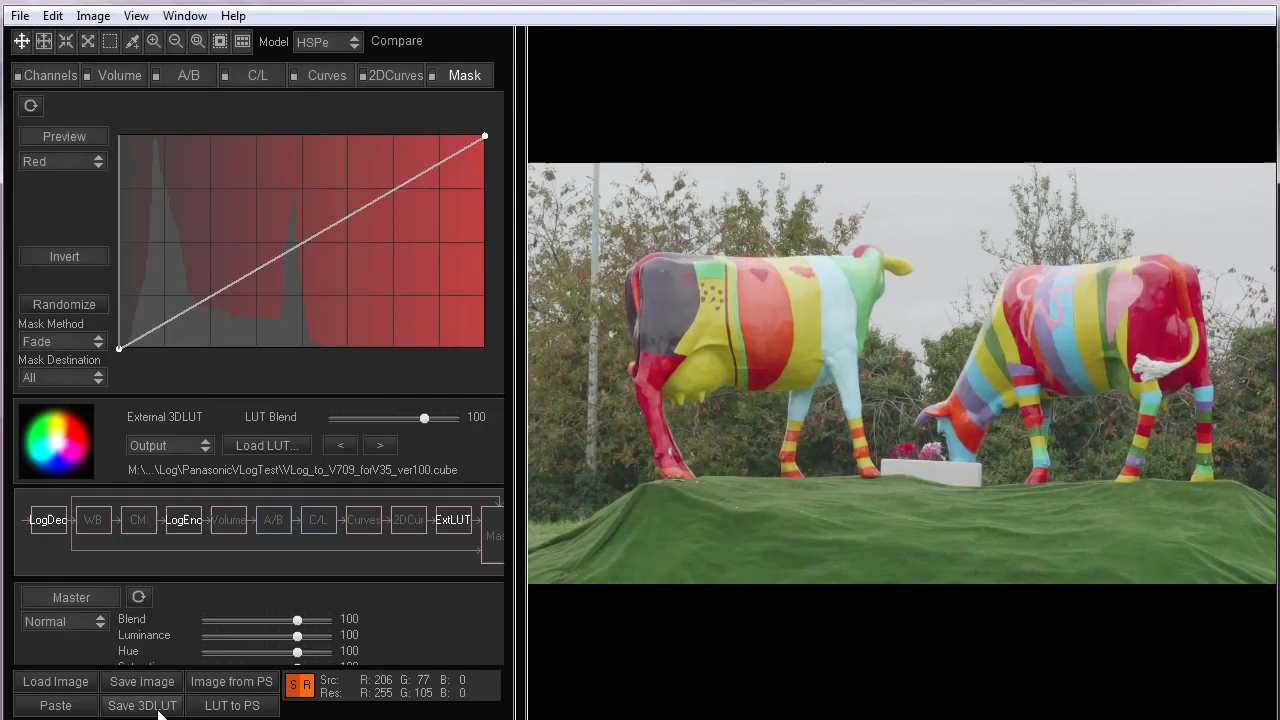 File Edit Image View Window Help
Model HSPe Compare
Channels Volume A/B C/L Curves 2DCurves Mask
Preview
Red
Invert
Randomize
Mask Method
Fade
Mask Destination
All
External 3DLUT LUT Blend 100
Output Load LUT... < >
M:\...\Log\PanasonicVLogTest\VLog_to_V709_forV35_ver100.cube
LogDec WB CM LogEnc Volume A/B C/L Curves 2DCur ExtLUT Mas
Master
Normal Blend 100
Luminance 100
Hue 100
Load Image Save image Image from PS S R Src: R: 206 G: 77 B: 0
Paste Save 3DLUT LUT to PS Res: R: 255 G: 105 B: 0